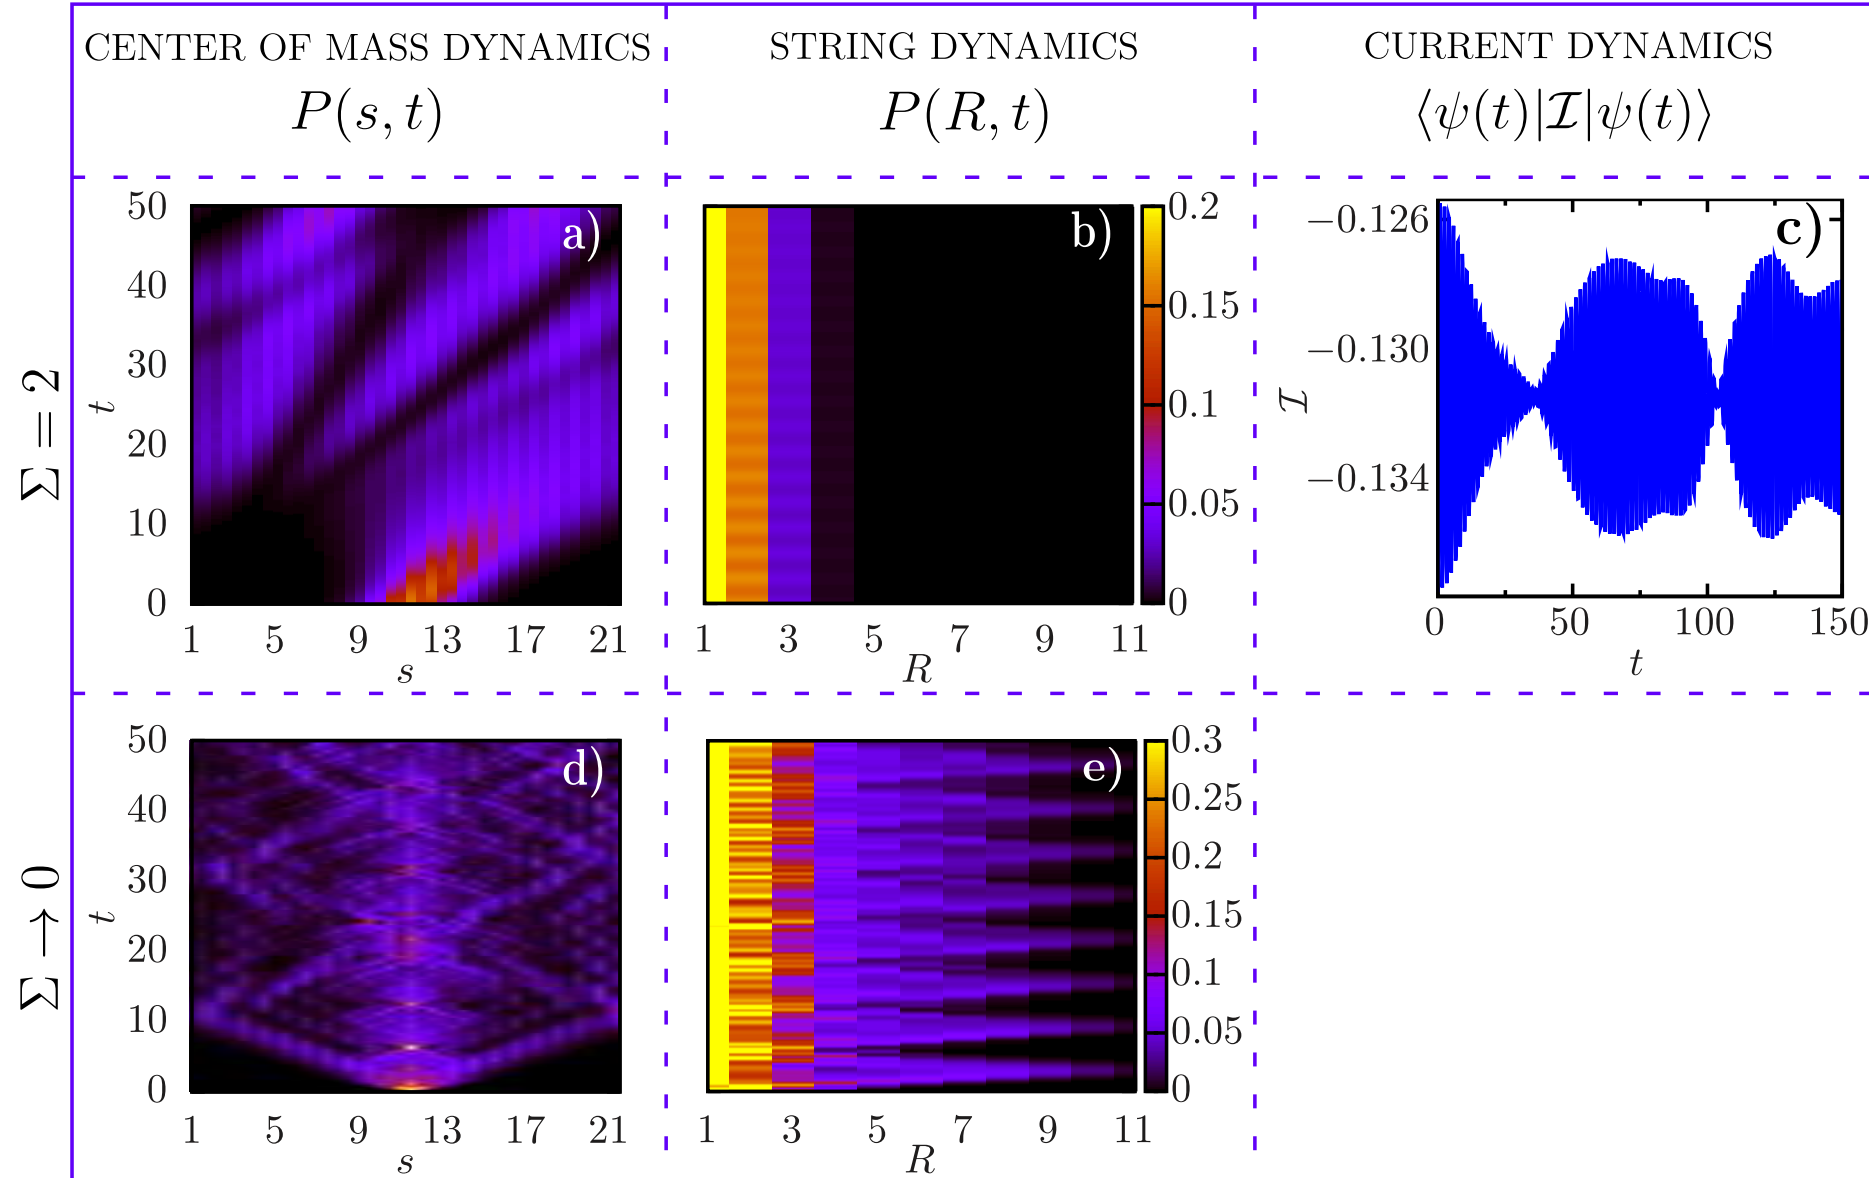 CENTER OF MASS DYNAMICS
P(s, t)
STRING DYNAMICS
P(R, t)
CURRENT DYNAMICS
⟨ψ(t)|ℐ|ψ(t)⟩
Σ = 2
a)
50
40
30
20
10
0
t
1 5 9 13 17 21
s
b)
0.2
0.15
0.1
0.05
0
1 3 5 7 9 11
R
c)
−0.126
−0.130
−0.134
ℐ
0 50 100 150
t
Σ → 0
d)
50
40
30
20
10
0
t
1 5 9 13 17 21
s
e)
0.3
0.25
0.2
0.15
0.1
0.05
0
1 3 5 7 9 11
R